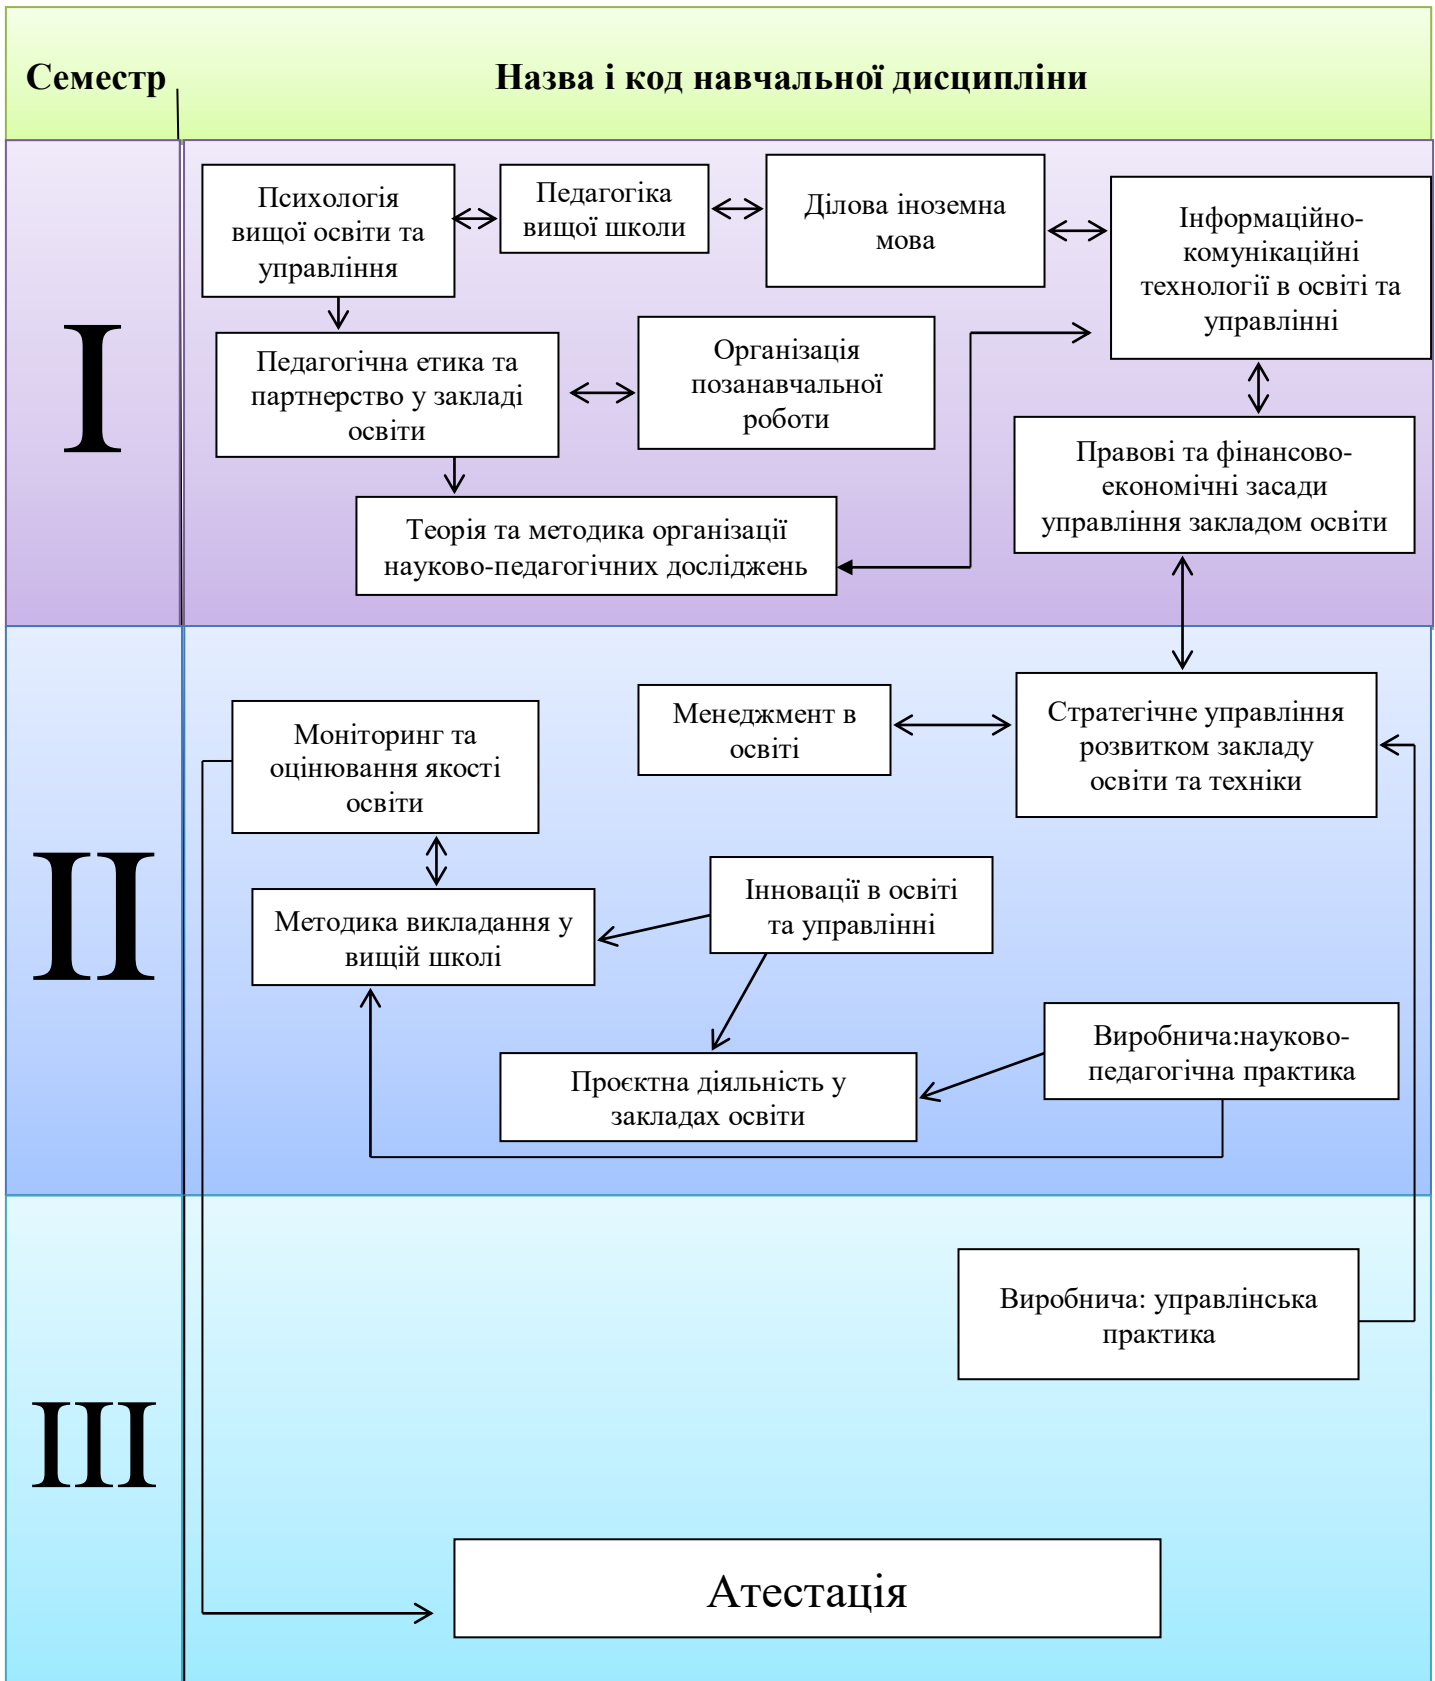 Семестр
Назва і код навчальної дисципліни
I
Психологія
вищої освіти та
управління
Педагогіка
вищої школи
Ділова іноземна
мова
Інформаційно-
комунікаційні
технології в освіті та
управлінні
Педагогічна етика та
партнерство у закладі
освіти
Організація
позанавчальної
роботи
Правові та фінансово-
економічні засади
управління закладом освіти
Теорія та методика організації
науково-педагогічних досліджень
II
Моніторинг та
оцінювання якості
освіти
Менеджмент в
освіті
Стратегічне управління
розвитком закладу
освіти та техніки
Методика викладання у
вищій школі
Інновації в освіті
та управлінні
Проєктна діяльність у
закладах освіти
Виробнича:науково-
педагогічна практика
III
Виробнича: управлінська
практика
Атестація